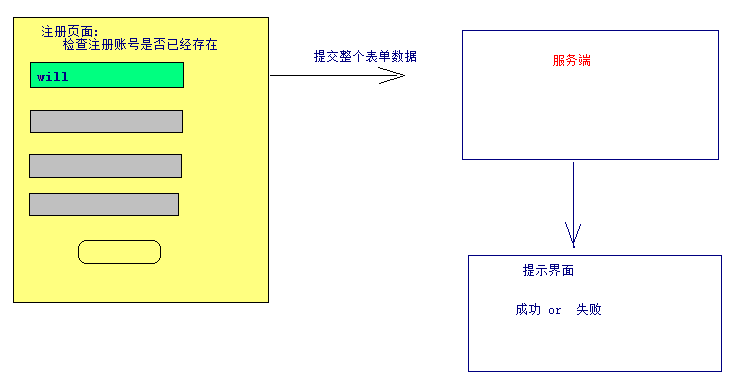 注册页面:
检查注册账号是否已经存在
will
提交整个表单数据
服务端
提示界面
成功 or 失败